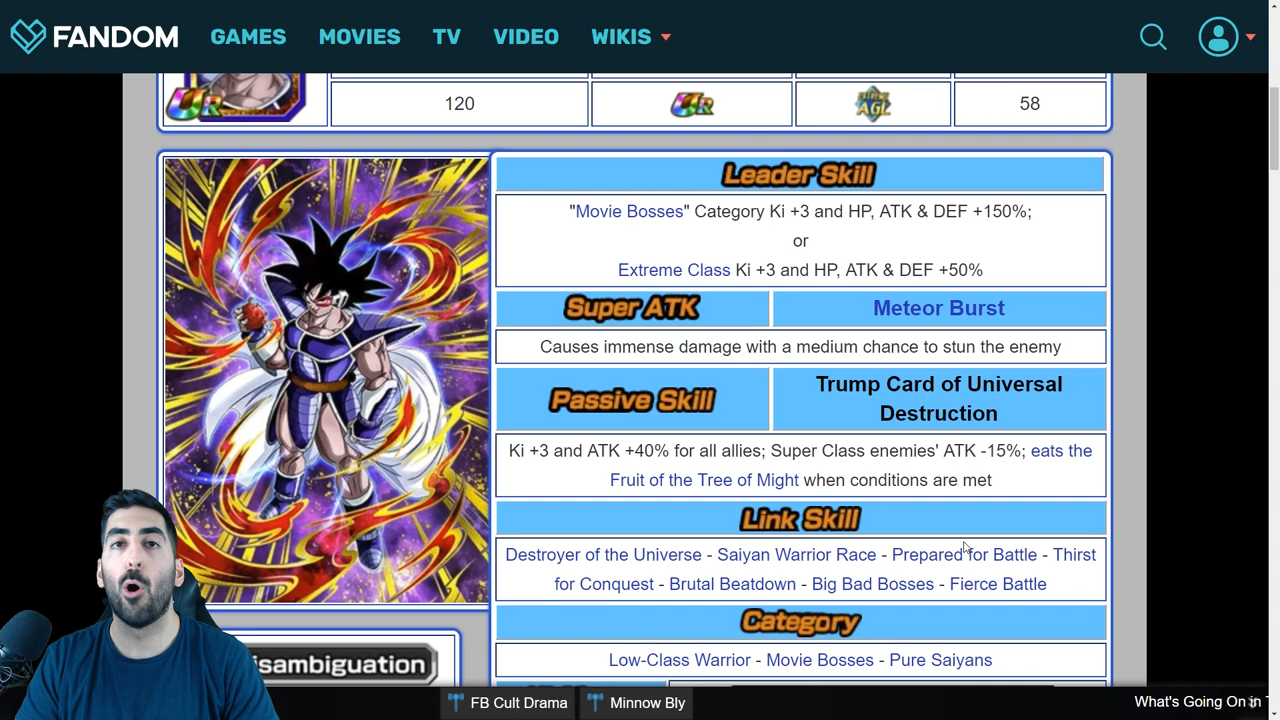 FANDOM GAMES MOVIES TV VIDEO WIKIS
UR 120 UR EXTREME AGL 58
Leader Skill
"Movie Bosses" Category Ki +3 and HP, ATK & DEF +150%;
or
Extreme Class Ki +3 and HP, ATK & DEF +50%
Super ATK Meteor Burst
Causes immense damage with a medium chance to stun the enemy
Passive Skill
Trump Card of Universal
Destruction
Ki +3 and ATK +40% for all allies; Super Class enemies' ATK -15%; eats the
Fruit of the Tree of Might when conditions are met
Link Skill
Destroyer of the Universe - Saiyan Warrior Race - Prepared for Battle - Thirst
for Conquest - Brutal Beatdown - Big Bad Bosses - Fierce Battle
Category
Low-Class Warrior - Movie Bosses - Pure Saiyans
isambiguation
FB Cult Drama Minnow Bly What's Going On in